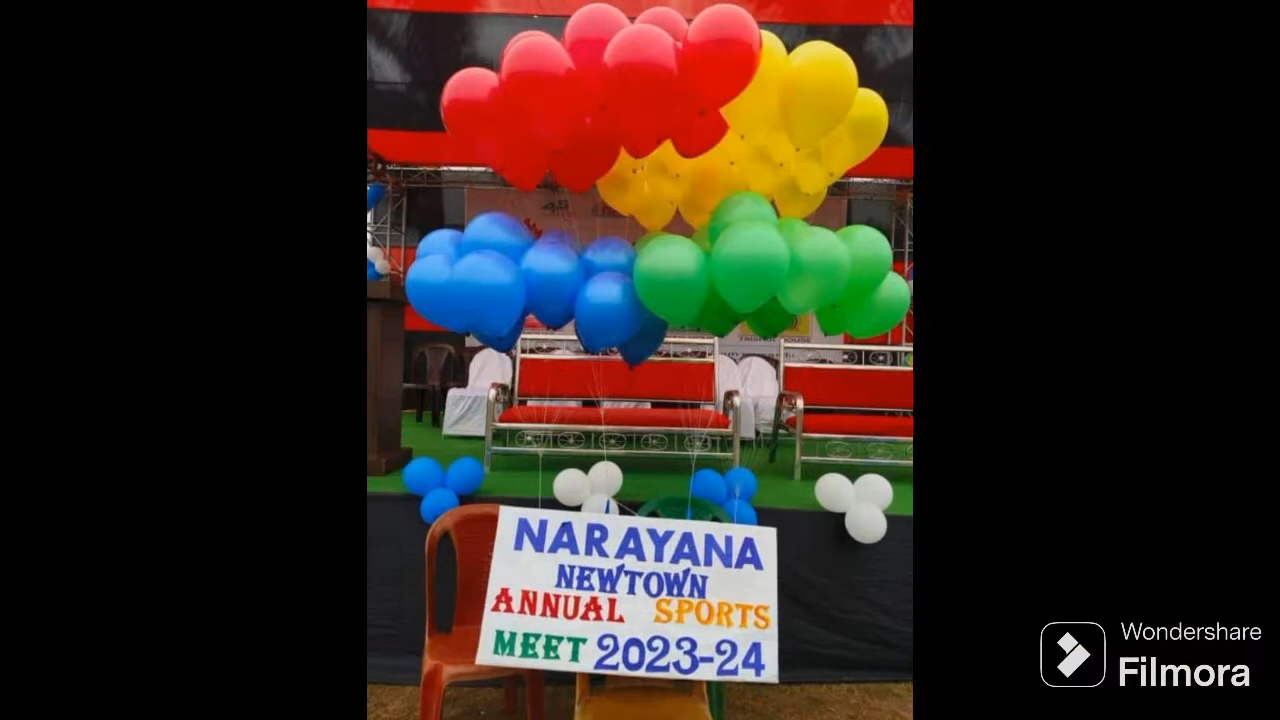 NARAYANA
NEWTOWN
ANNUAL SPORTS
MEET 2023-24
Wondershare
Filmora